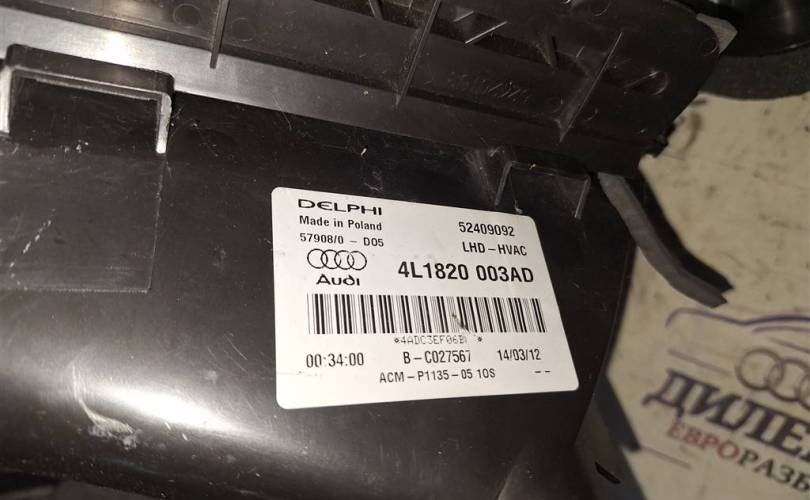 DELPHI
Made in Poland
52409092
57908/0 - D05
LHD-HVAC
Audi
4L1820 003AD
*4ADC3EF06B\ *
00:34:00 B-C027567 14/03/12
ACM-P1135-05 10S --
ДИЛЕ
ЕВРОРАЗВ